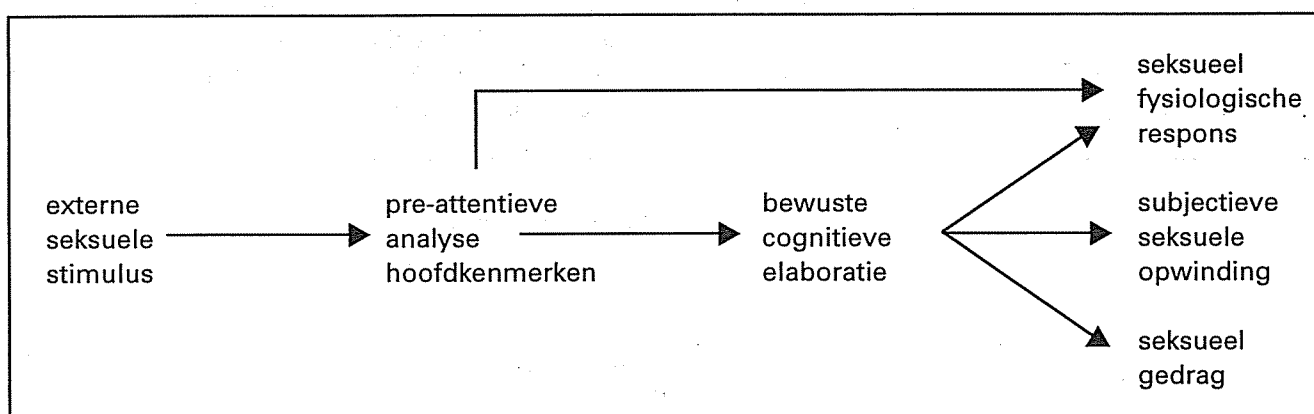 externe
seksuele
stimulus
pre-attentieve
analyse
hoofdkenmerken
bewuste
cognitieve
elaboratie
seksueel
fysiologische
respons
subjectieve
seksuele
opwinding
seksueel
gedrag